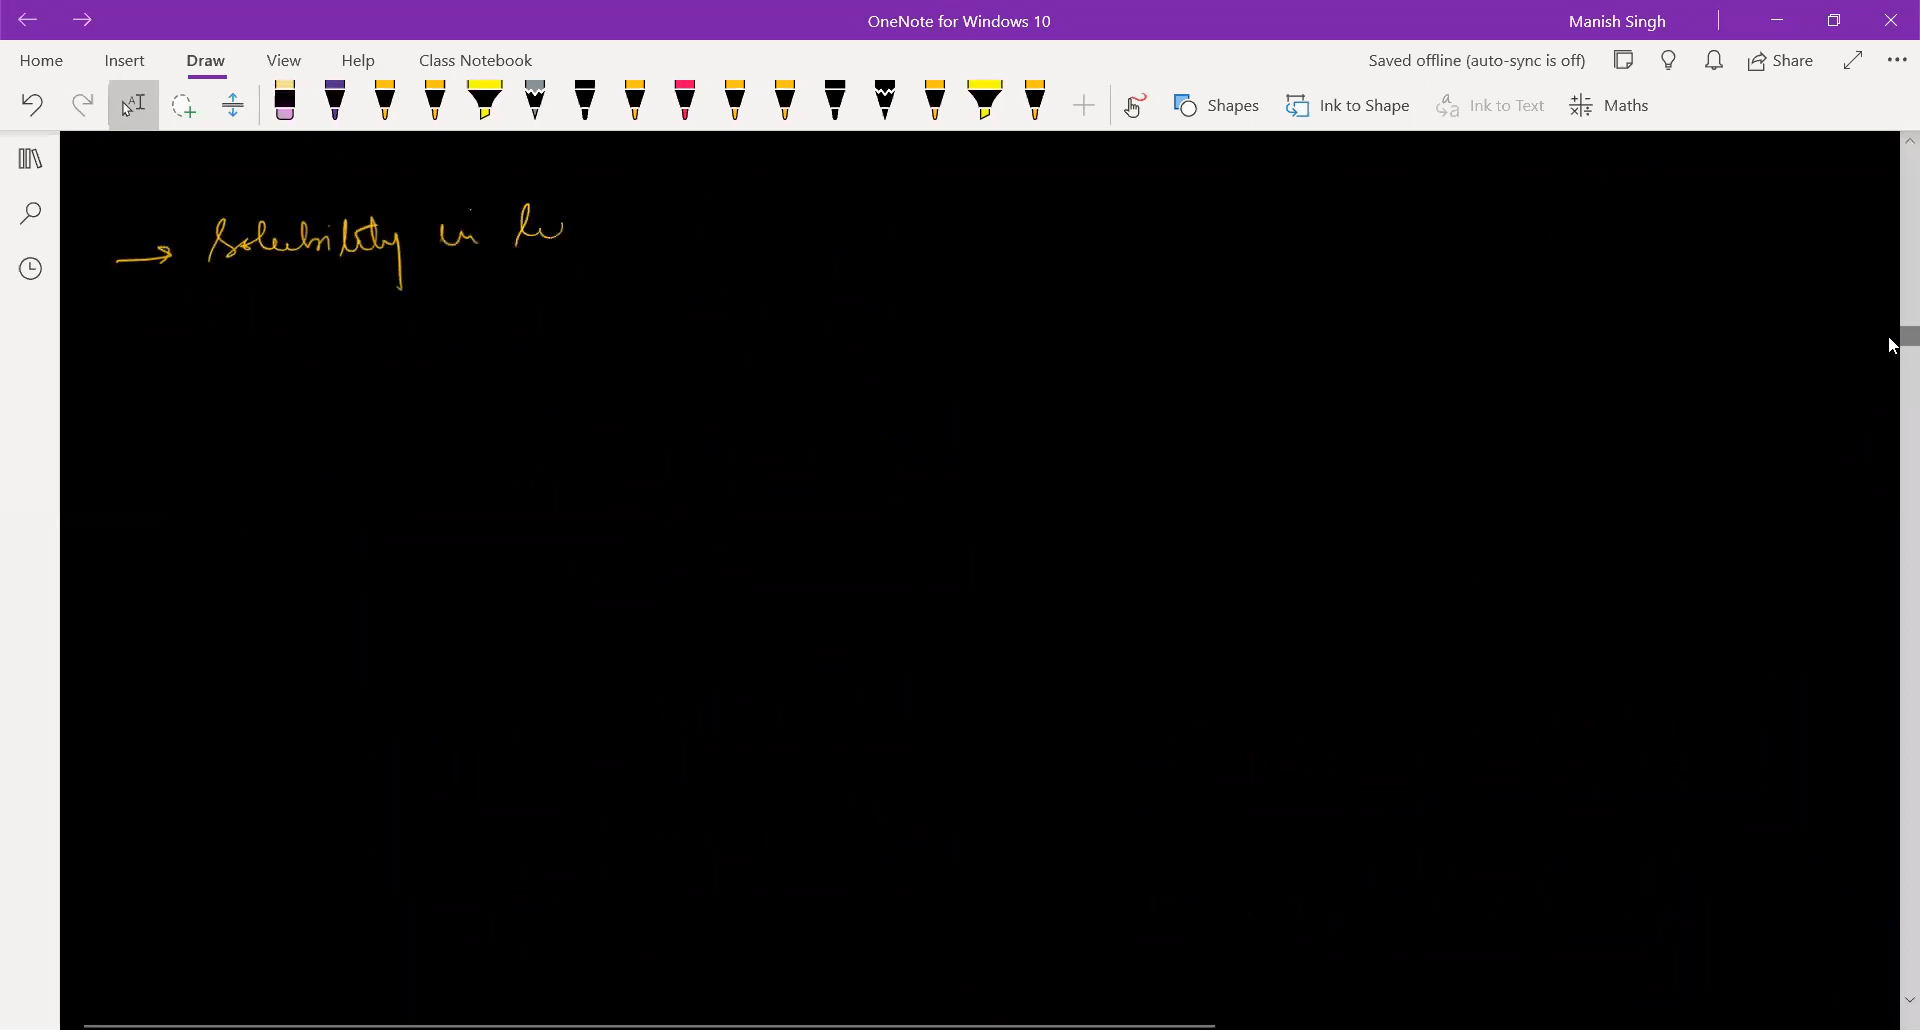 OneNote for Windows 10
Manish Singh
Home Insert Draw View Help Class Notebook
Saved offline (auto-sync is off)
Share
Shapes
Ink to Shape
Ink to Text
Maths
→ Solubility in